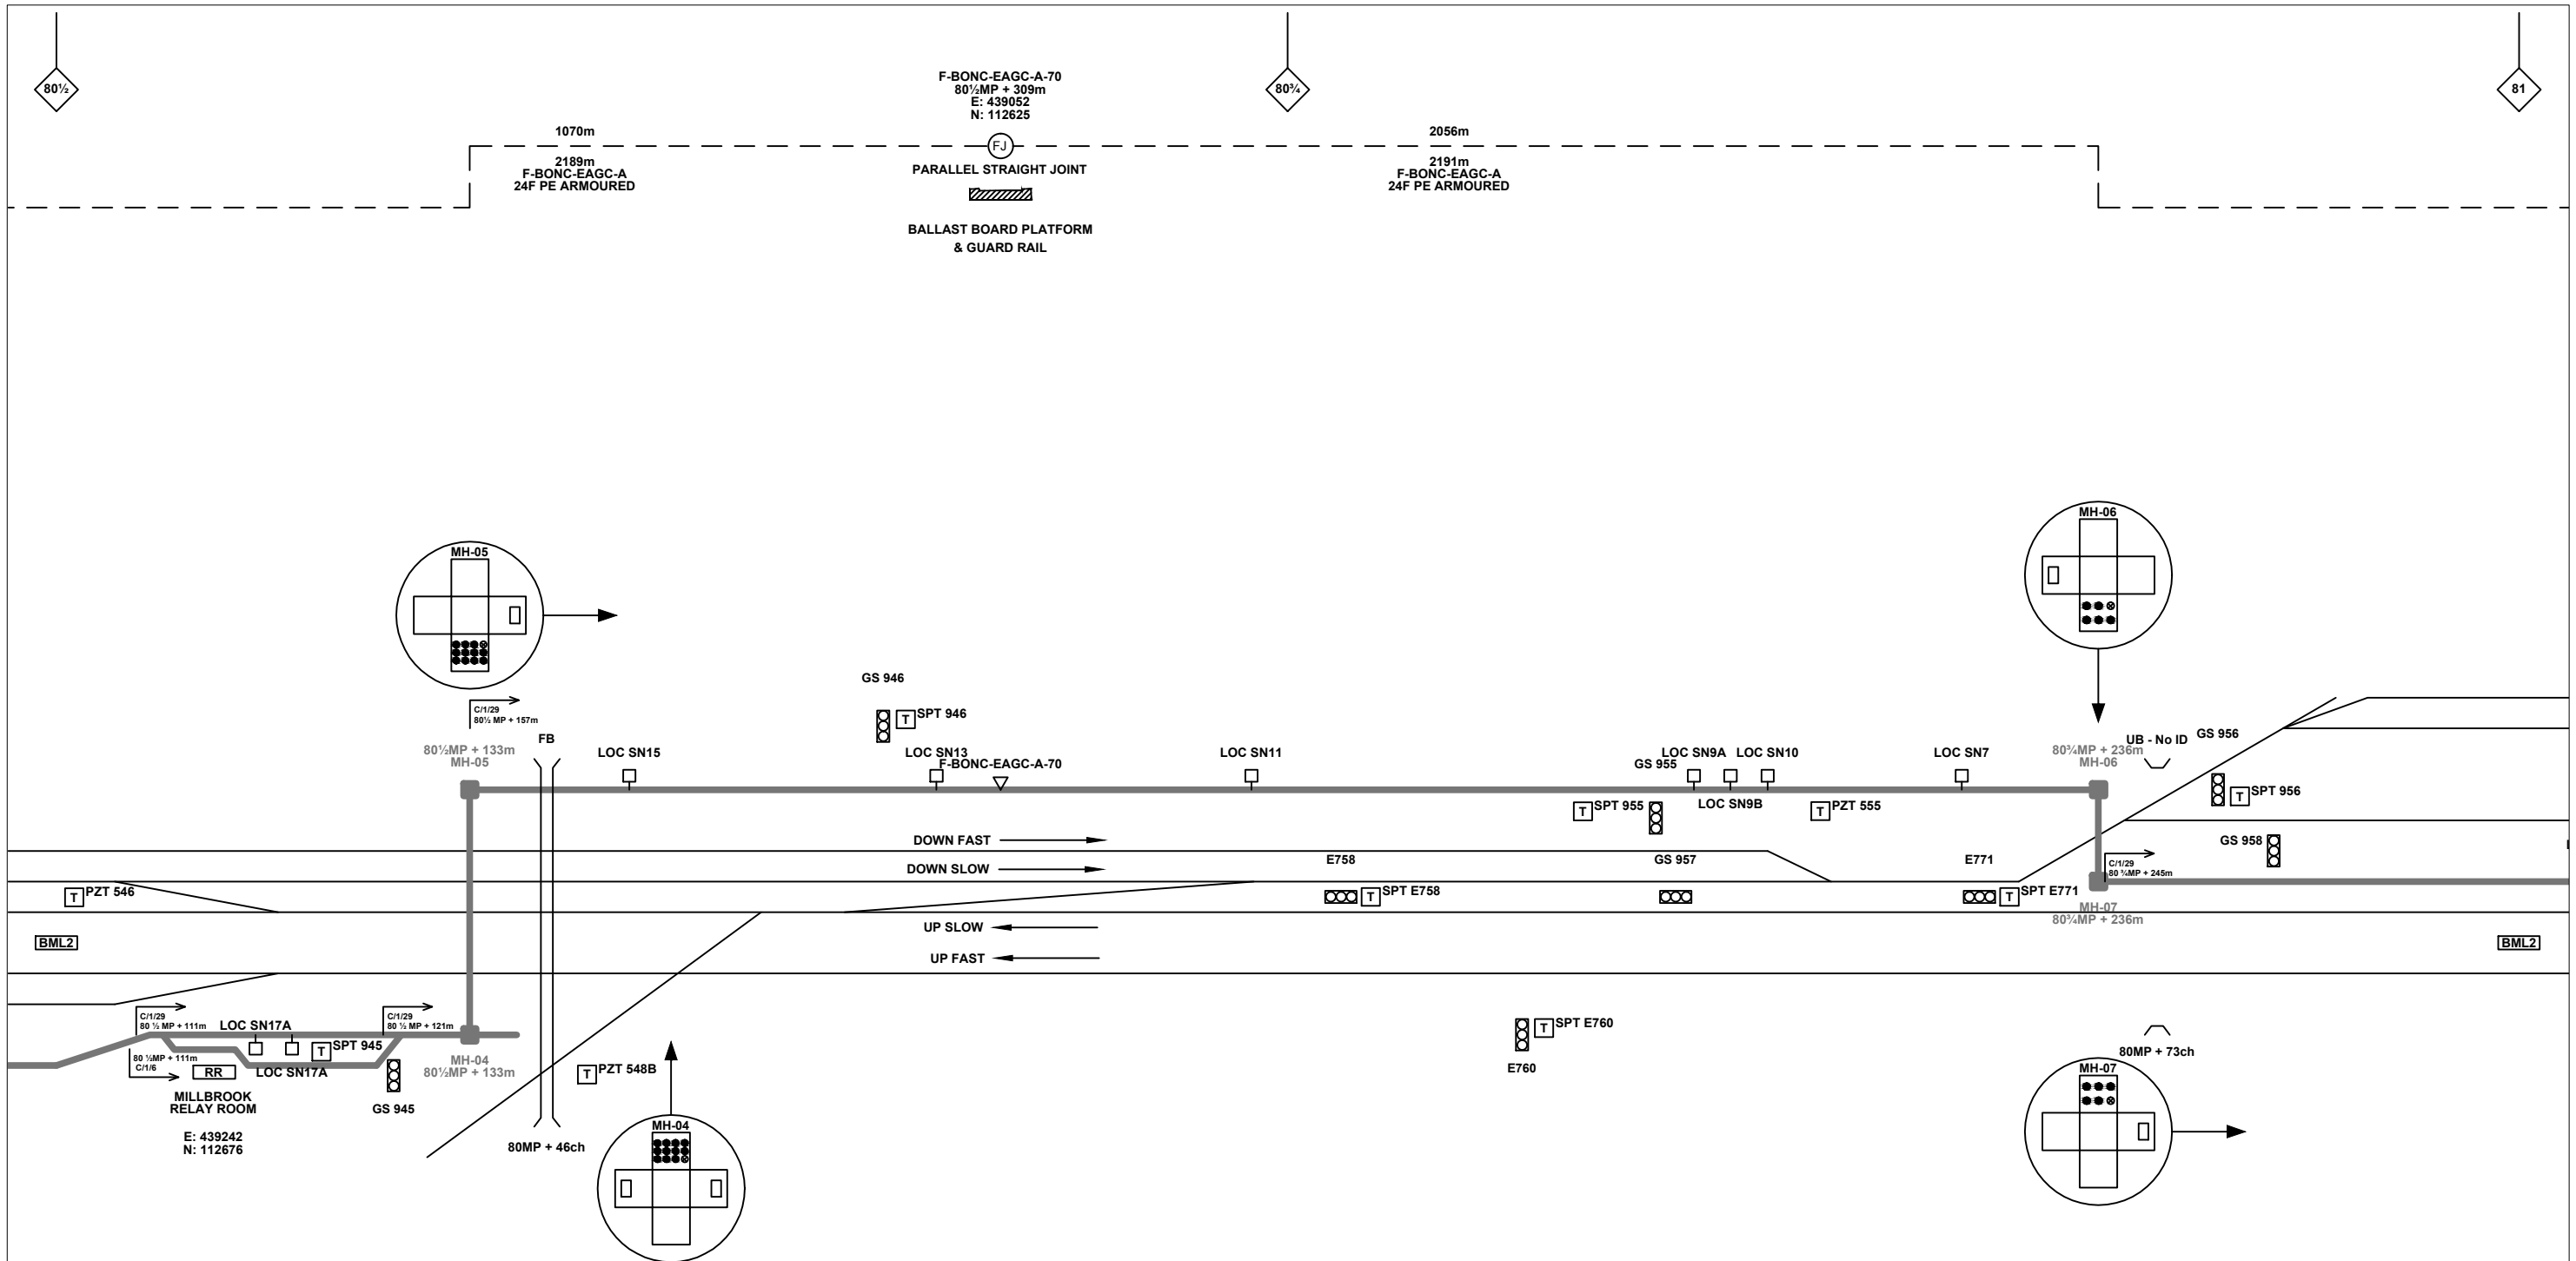 80½
80¾
81
F-BONC-EAGC-A-70
80½MP + 309m
E: 439052
N: 112625
1070m
FJ
2056m
2189m
F-BONC-EAGC-A
24F PE ARMOURED
PARALLEL STRAIGHT JOINT
2191m
F-BONC-EAGC-A
24F PE ARMOURED
BALLAST BOARD PLATFORM
& GUARD RAIL
MH-05
MH-06
GS 946
T SPT 946
C/1/29
80½ MP + 157m
80½MP + 133m
MH-05
FB
LOC SN15
LOC SN13
F-BONC-EAGC-A-70
LOC SN11
GS 955
LOC SN9A
LOC SN10
LOC SN7
80¾MP + 236m
MH-06
UB - No ID
GS 956
T SPT 955
LOC SN9B
T PZT 555
T SPT 956
DOWN FAST
DOWN SLOW
E758
GS 957
E771
GS 958
C/1/29
80 ¾MP + 245m
T PZT 546
T SPT E758
T SPT E771
MH-07
80¾MP + 236m
UP SLOW
BML2
BML2
UP FAST
C/1/29
80 ½ MP + 111m
LOC SN17A
C/1/29
80 ½ MP + 121m
T SPT 945
80 ½MP + 111m
C/1/6
RR
LOC SN17A
MH-04
80½MP + 133m
T PZT 548B
T SPT E760
E760
80MP + 73ch
MILLBROOK
RELAY ROOM
GS 945
E: 439242
N: 112676
80MP + 46ch
MH-04
MH-07